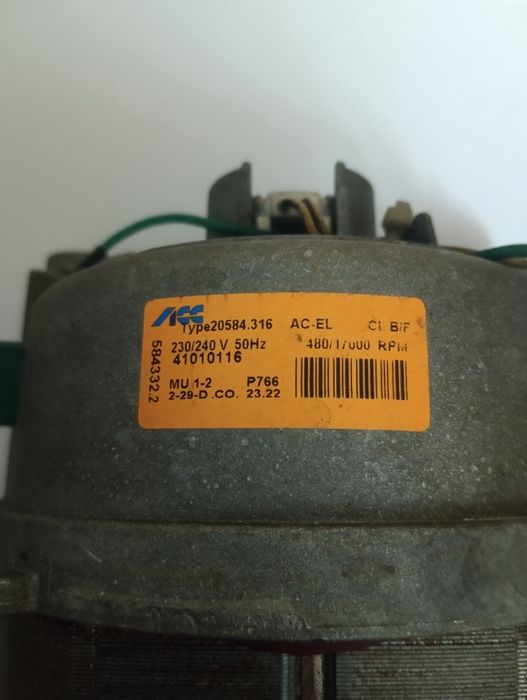 ACC
Type20584.316 AC-EL CL B/F
230/240 V 50Hz 480/17000 RPM
41010116
MU 1-2 P766
2-29-D .CO. 23.22
584332.2